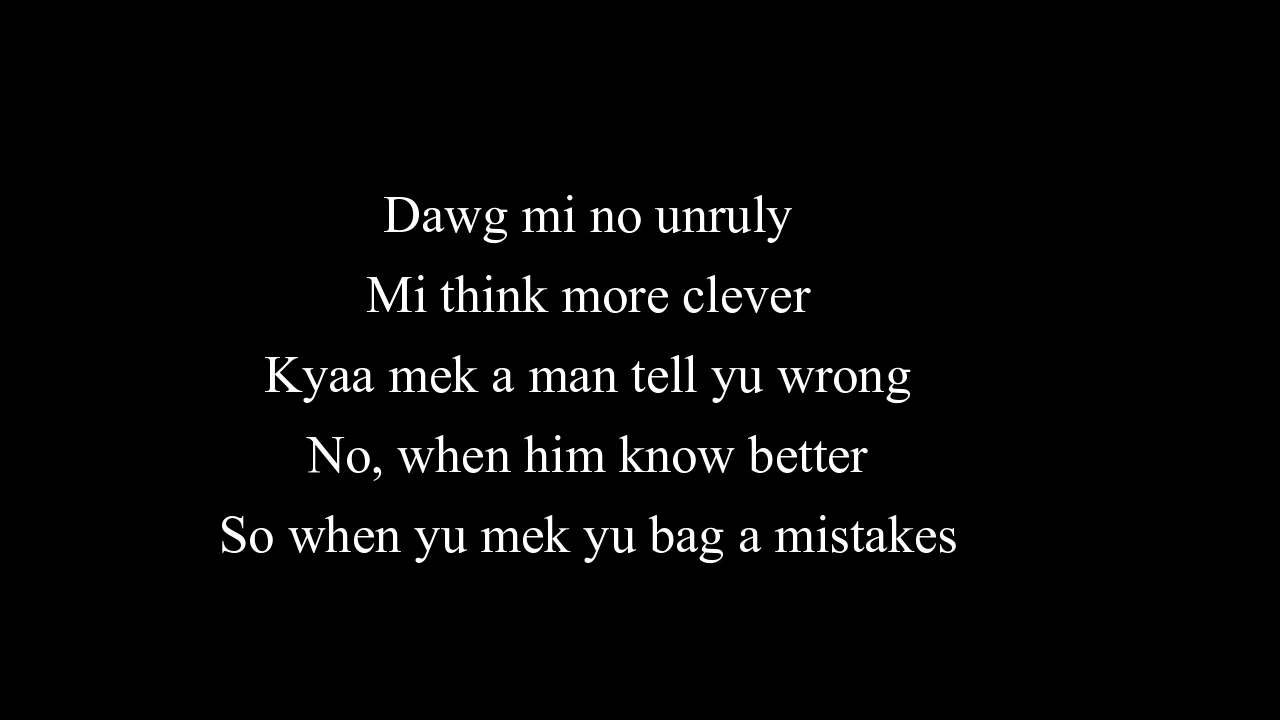 Dawg mi no unruly
Mi think more clever
Kyaa mek a man tell yu wrong
No, when him know better
So when yu mek yu bag a mistakes